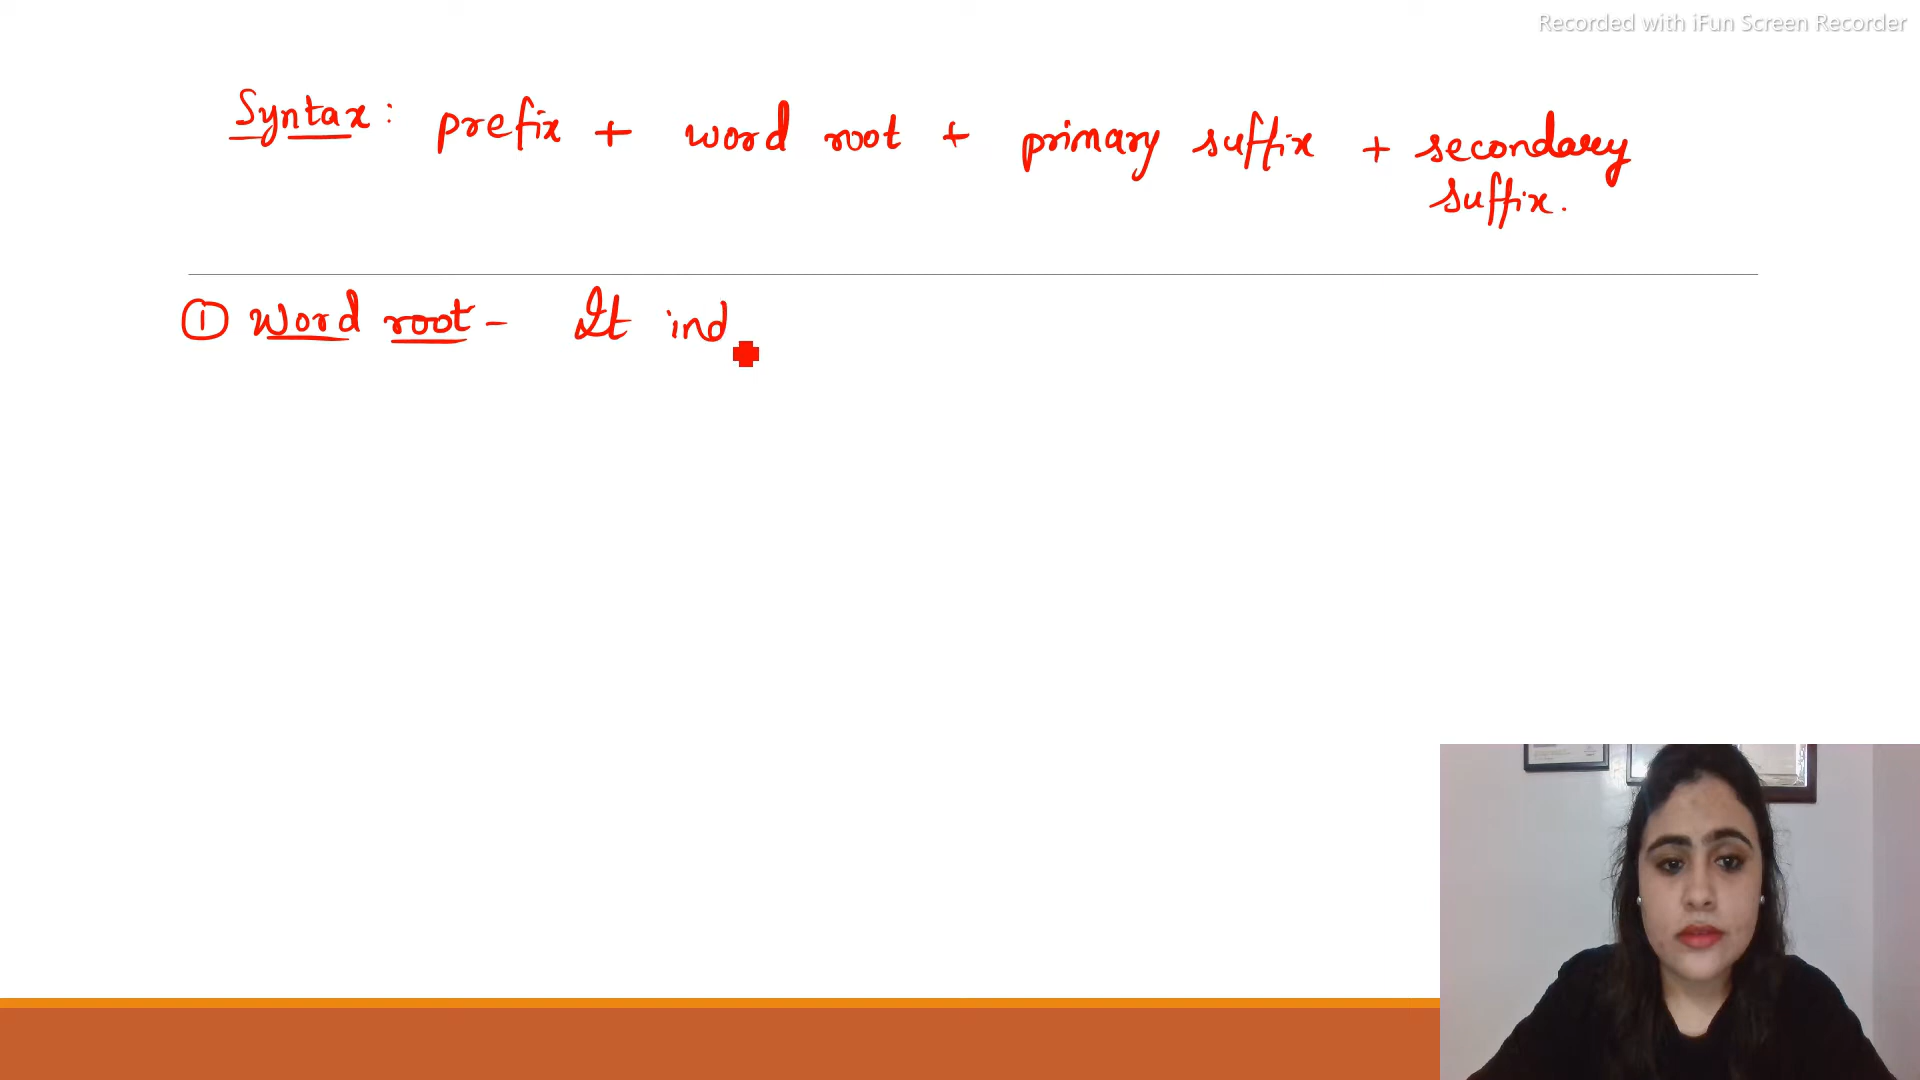 Recorded with iFun Screen Recorder
Syntax: prefix + word root + primary suffix + secondary
suffix.
① Word root - It ind